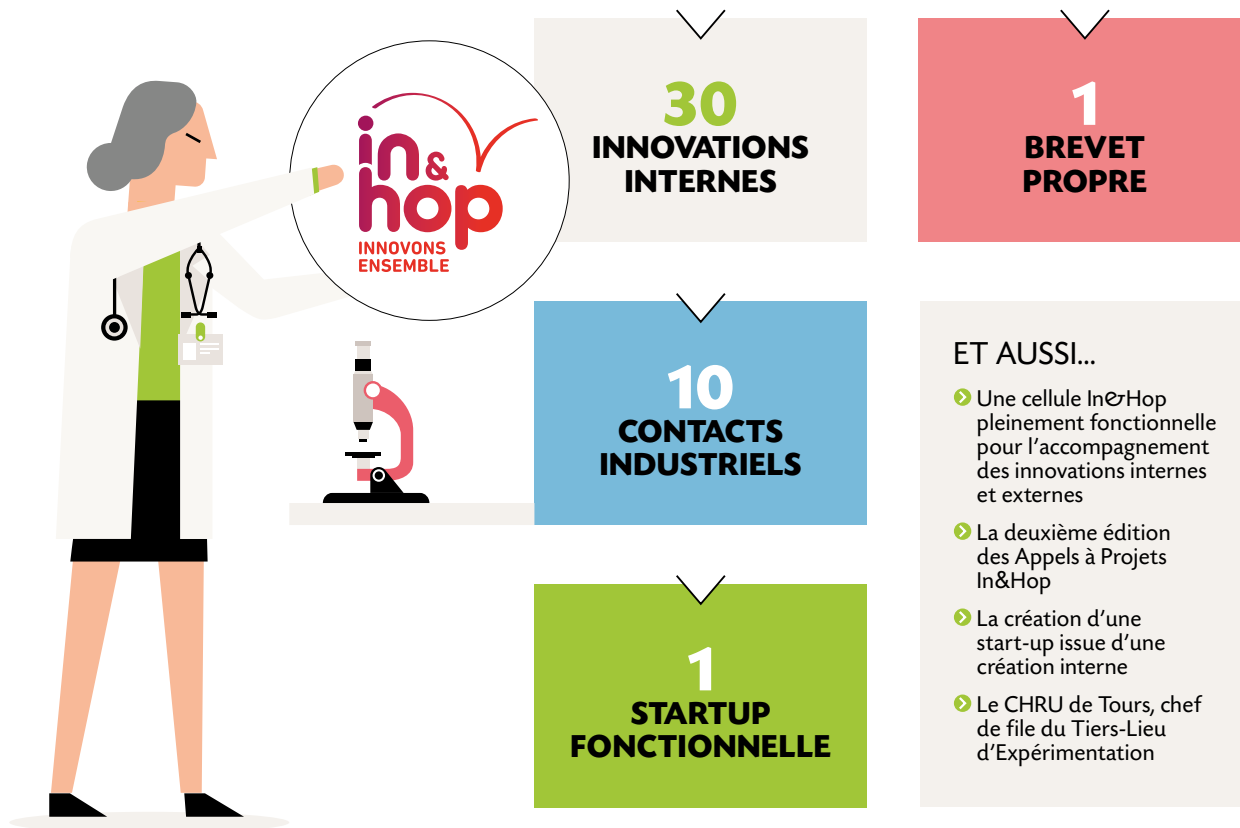 in &
hop
INNOVONS
ENSEMBLE
30
INNOVATIONS
INTERNES
1
BREVET
PROPRE
10
CONTACTS
INDUSTRIELS
1
STARTUP
FONCTIONNELLE
ET AUSSI...
Une cellule In&Hop
pleinement fonctionnelle
pour l’accompagnement
des innovations internes
et externes
La deuxième édition
des Appels à Projets
In&Hop
La création d’une
start-up issue d’une
création interne
Le CHRU de Tours, chef
de file du Tiers-Lieu
d’Expérimentation